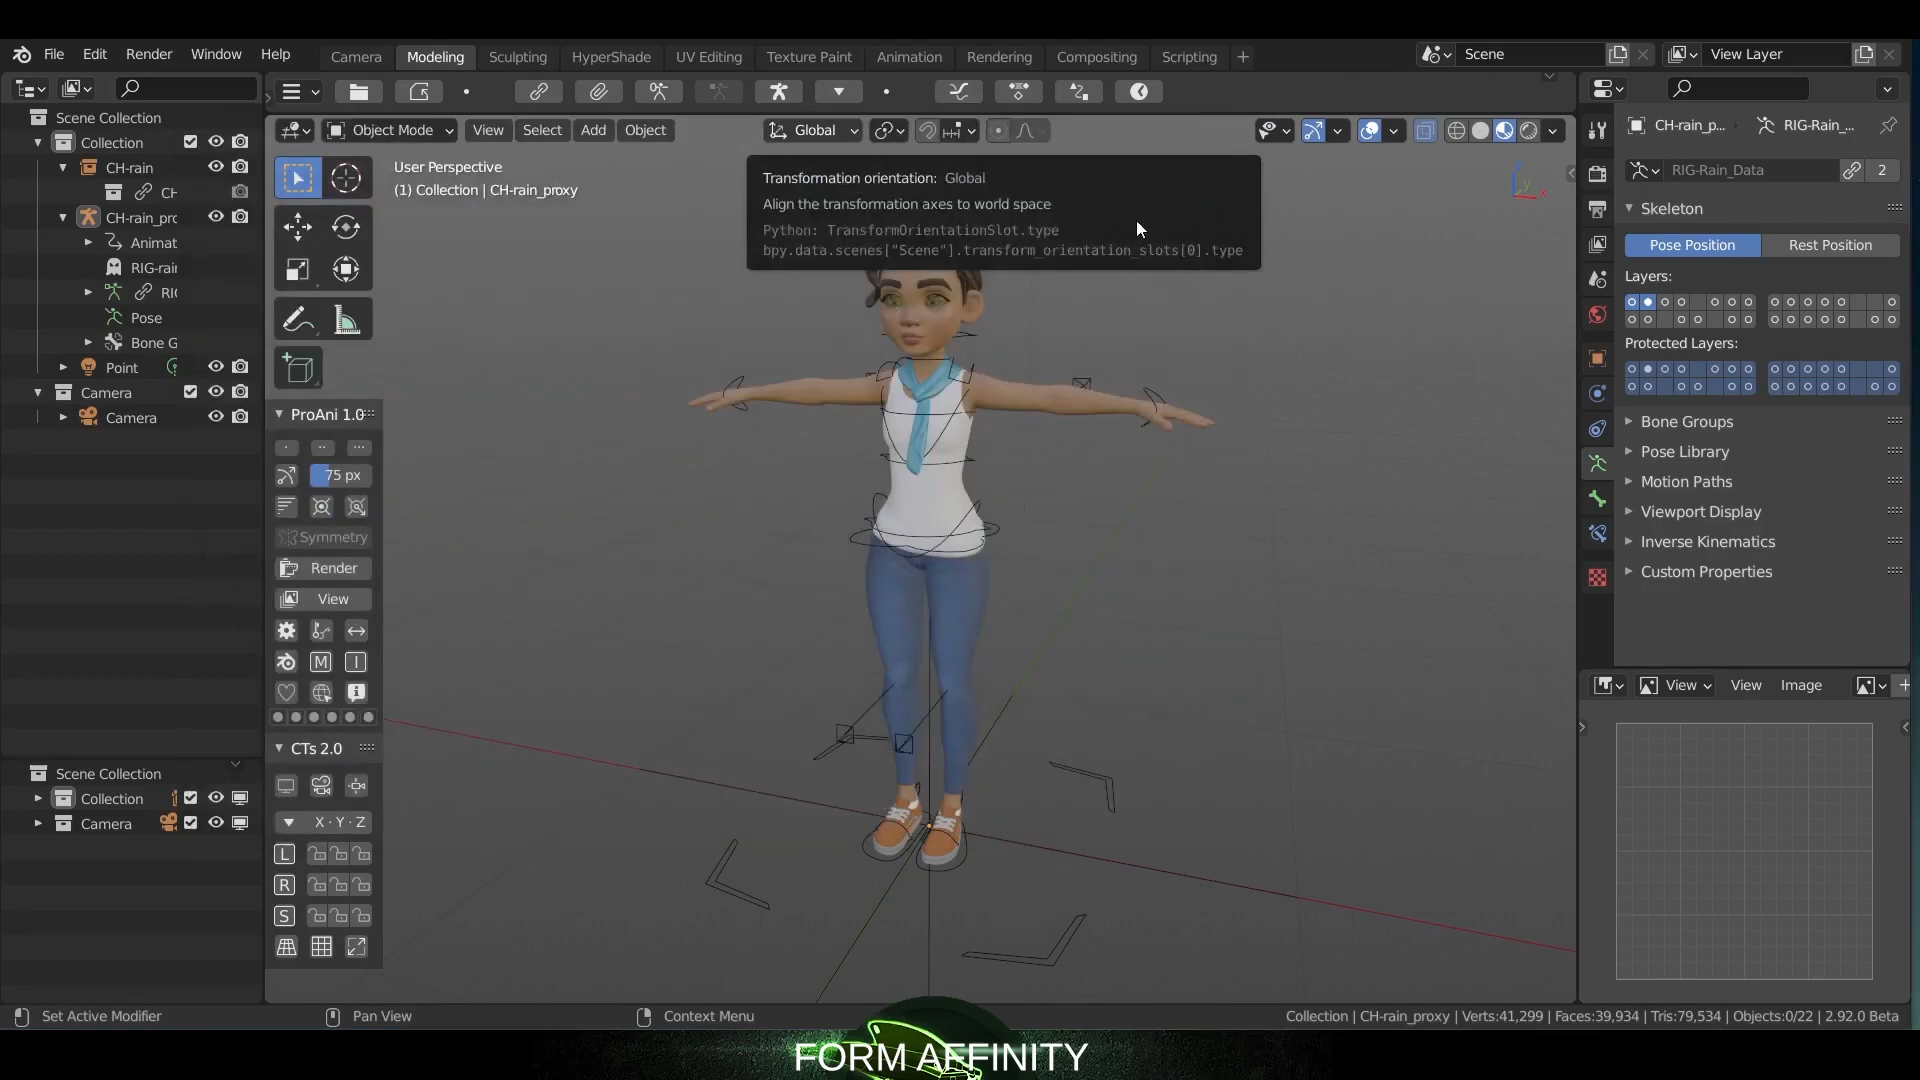 File Edit Render Window Help
Camera Modeling Sculpting HyperShade UV Editing Texture Paint Animation Rendering Compositing Scripting +
Scene
View Layer
Scene Collection
Collection
CH-rain
CH
CH-rain_prc
Animat
RIG-rair
RIC
Pose
Bone G
Point
Camera
Camera
Scene Collection
Collection
Camera
Object Mode View Select Add Object
Global
User Perspective
(1) Collection | CH-rain_proxy
Transformation orientation: Global
Align the transformation axes to world space
Python: TransformOrientationSlot.type
bpy.data.scenes["Scene"].transform_orientation_slots[0].type
ProAni 1.0
75 px
Symmetry
Render
View
M I
CTs 2.0
X · Y · Z
L
R
S
CH-rain_p... RIG-Rain_...
RIG-Rain_Data 2
Skeleton
Pose Position Rest Position
Layers:
Protected Layers:
Bone Groups
Pose Library
Motion Paths
Viewport Display
Inverse Kinematics
Custom Properties
View View Image
Set Active Modifier
Pan View
Context Menu
Collection | CH-rain_proxy | Verts:41,299 | Faces:39,934 | Tris:79,534 | Objects:0/22 | 2.92.0 Beta
FORM AFFINITY